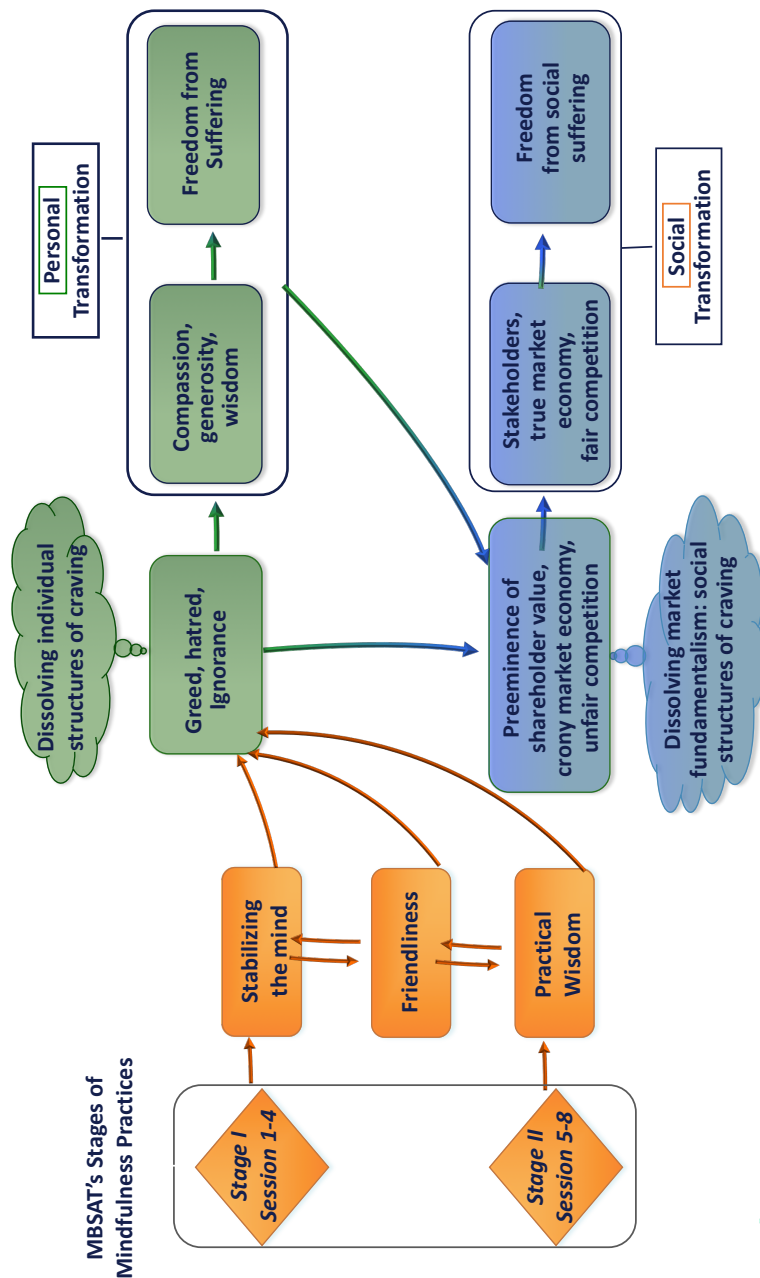 MBSAT's Stages of
Mindfulness Practices
Stage I
Session 1-4
Stage II
Session 5-8
Stabilizing
the mind
Friendliness
Practical
Wisdom
Dissolving individual
structures of craving
Greed, hatred,
Ignorance
Preeminence of
shareholder value,
crony market economy,
unfair competition
Dissolving market
fundamentalism: social
structures of craving
Personal
Transformation
Compassion,
generosity,
wisdom
Freedom from
Suffering
Stakeholders,
true market
economy,
fair competition
Freedom
from social
suffering
Social
Transformation